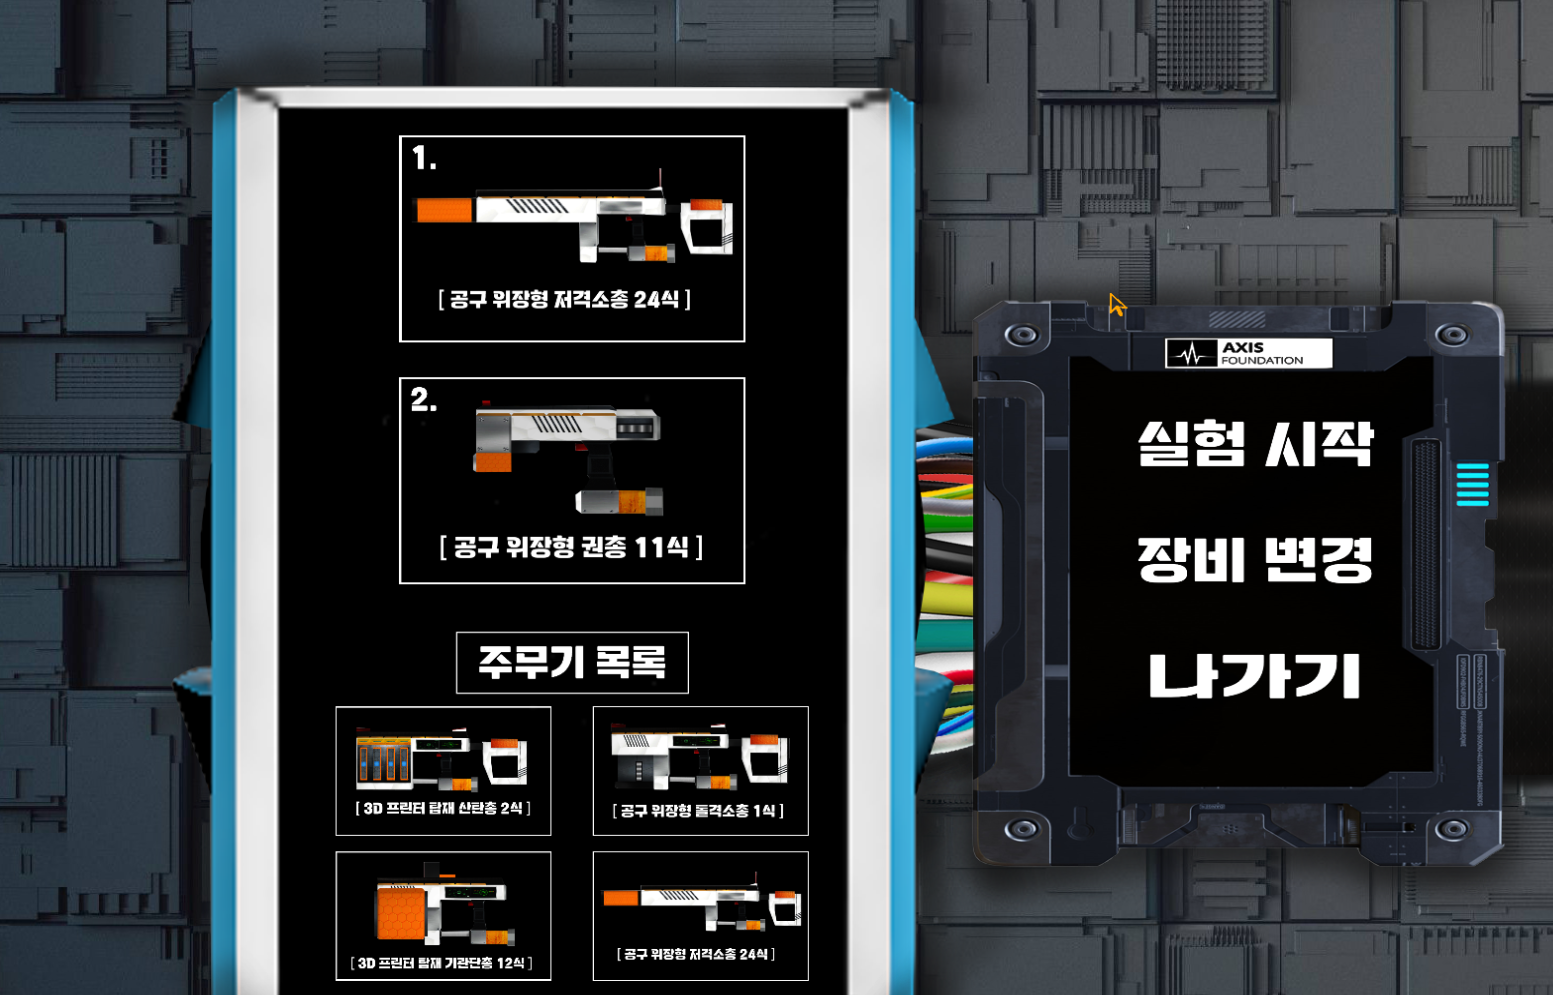 1.
[ 공구 위장형 저격소총 24식 ]
2.
[ 공구 위장형 권총 11식 ]
주무기 목록
[ 3D 프린터 탑재 산탄총 2식 ]
[ 공구 위장형 돌격소총 1식 ]
[ 3D 프린터 탑재 기관단총 12식 ]
[ 공구 위장형 저격소총 24식 ]
AXIS
FOUNDATION
실험 시작
장비 변경
나가기